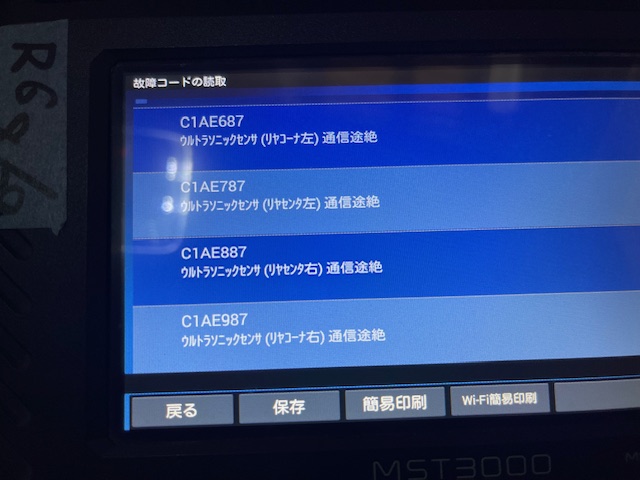 故障コードの読取
C1AE687
ｳﾙﾄﾗｿﾆｯｸｾﾝｻ (ﾘﾔｺｰﾅ左) 通信途絶
C1AE787
ｳﾙﾄﾗｿﾆｯｸｾﾝｻ (ﾘﾔｾﾝﾀ左) 通信途絶
C1AE887
ｳﾙﾄﾗｿﾆｯｸｾﾝｻ (ﾘﾔｾﾝﾀ右) 通信途絶
C1AE987
ｳﾙﾄﾗｿﾆｯｸｾﾝｻ (ﾘﾔｺｰﾅ右) 通信途絶
戻る
保存
簡易印刷
Wi-Fi簡易印刷
MST3000